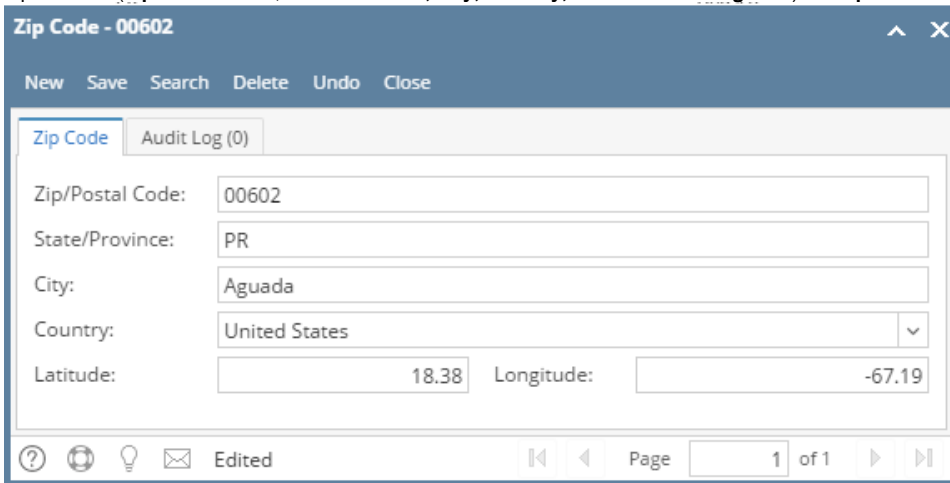 Zip Code - 00602
New Save Search Delete Undo Close
Zip Code Audit Log (0)
Zip/Postal Code: 00602
State/Province: PR
City: Aguada
Country: United States
Latitude: 18.38 Longitude: -67.19
? Edited Page 1 of 1